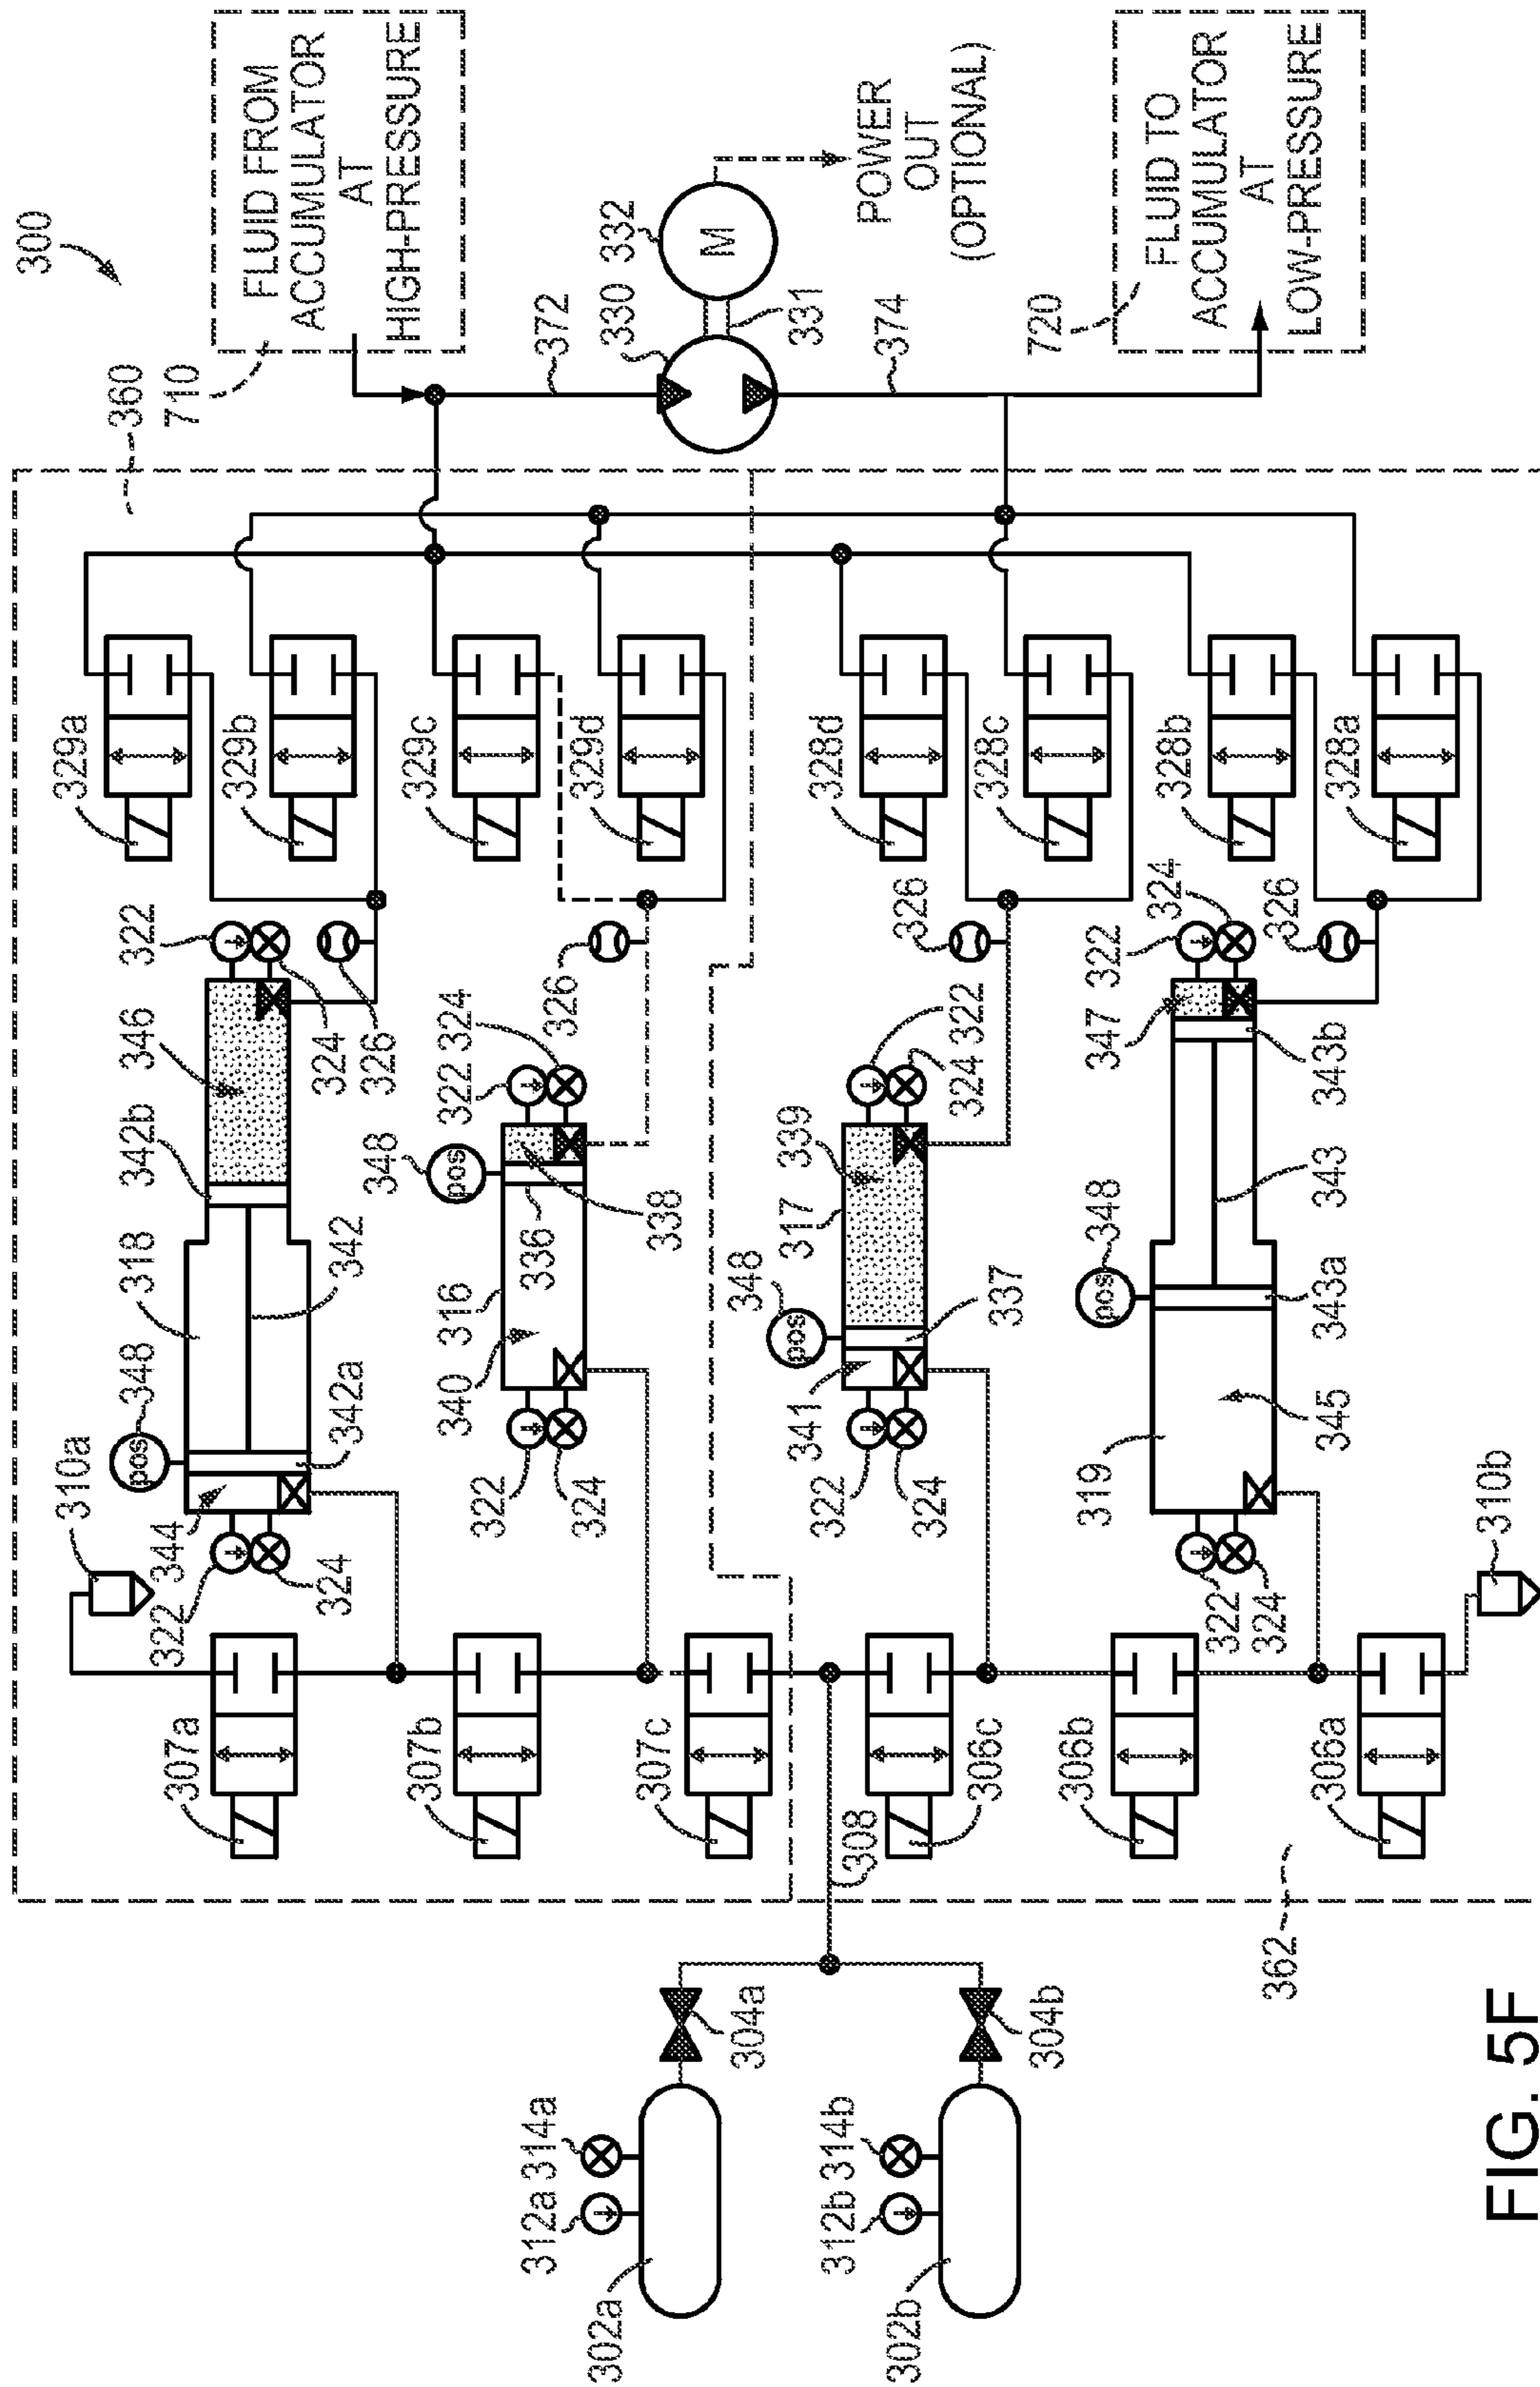 300
FLUID FROM
ACCUMULATOR
AT
HIGH-PRESSURE
710
360
372
330
332
M
331
POWER
OUT
(OPTIONAL)
374
720
FLUID TO
ACCUMULATOR
AT
LOW-PRESSURE
329a
329b
329c
329d
328d
328c
328b
328a
322
346
324
326
342b
318
342
348
pos
342a
310a
344
322
324
348
pos
322
324
326
316
336
338
340
322
324
326
339
317
322
324
348
pos
337
341
322
324
322
324
326
347
343b
343
348
pos
343a
319
345
322
324
310b
307a
307b
307c
306c
306b
306a
308
362
304a
304b
312a
314a
302a
312b
314b
302b
FIG. 5F